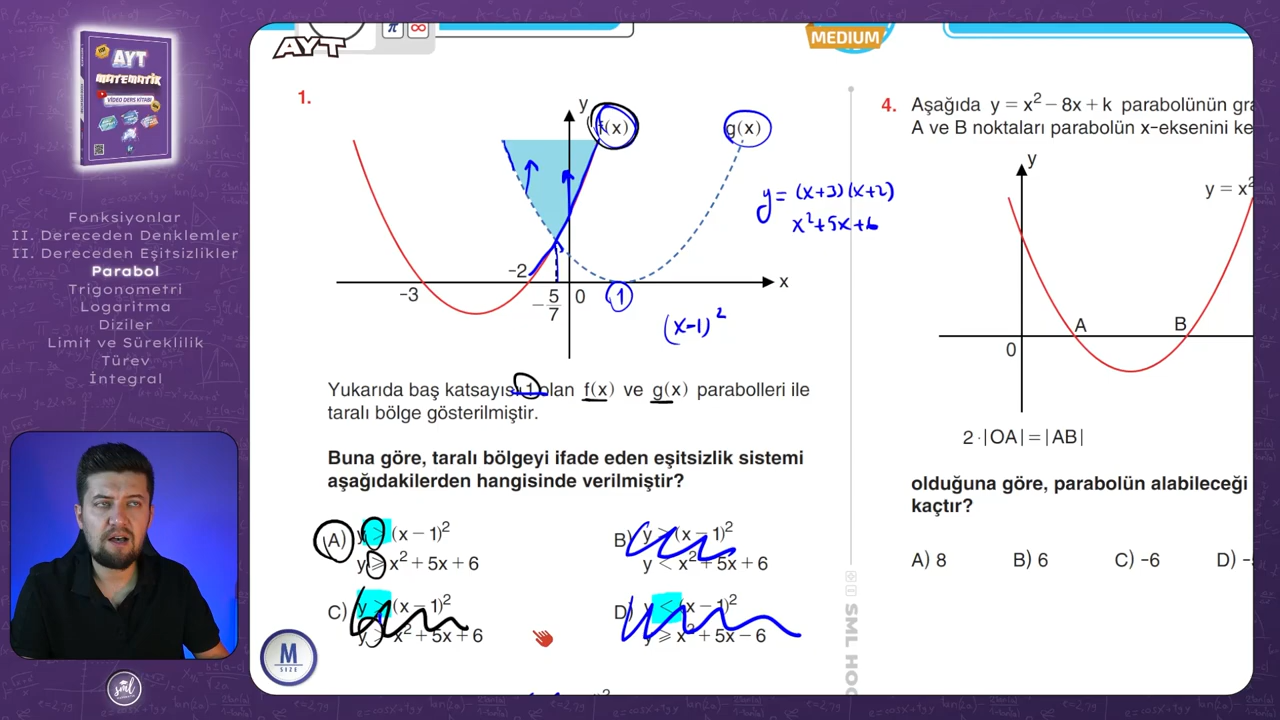 AYT
MATEMATİK
VİDEO DERS KİTABI
Fonksiyonlar
II. Dereceden Denklemler
II. Dereceden Eşitsizlikler
Parabol
Trigonometri
Logaritma
Diziler
Limit ve Süreklilik
Türev
İntegral
AYT
π
∞
MEDIUM
1.
y
f(x)
g(x)
y = (x+3)(x+2)
x²+5x+6
-3
-2
-5/7
0
1
x
(x-1)²
Yukarıda baş katsayısı 1 olan f(x) ve g(x) parabolleri ile
taralı bölge gösterilmiştir.
Buna göre, taralı bölgeyi ifade eden eşitsizlik sistemi
aşağıdakilerden hangisinde verilmiştir?
A) y > (x − 1)²
y ≥ x² + 5x + 6
B) y > (x − 1)²
y < x² + 5x + 6
C) y > (x − 1)²
y > x² + 5x + 6
D) y < (x − 1)²
y ≥ x² + 5x − 6
M
SIZE
sml
SML HOC
4. Aşağıda y = x² − 8x + k parabolünün gra
A ve B noktaları parabolün x-eksenini ke
y
y = x²
A
B
0
2·|OA| = |AB|
olduğuna göre, parabolün alabileceği
kaçtır?
A) 8
B) 6
C) -6
D)